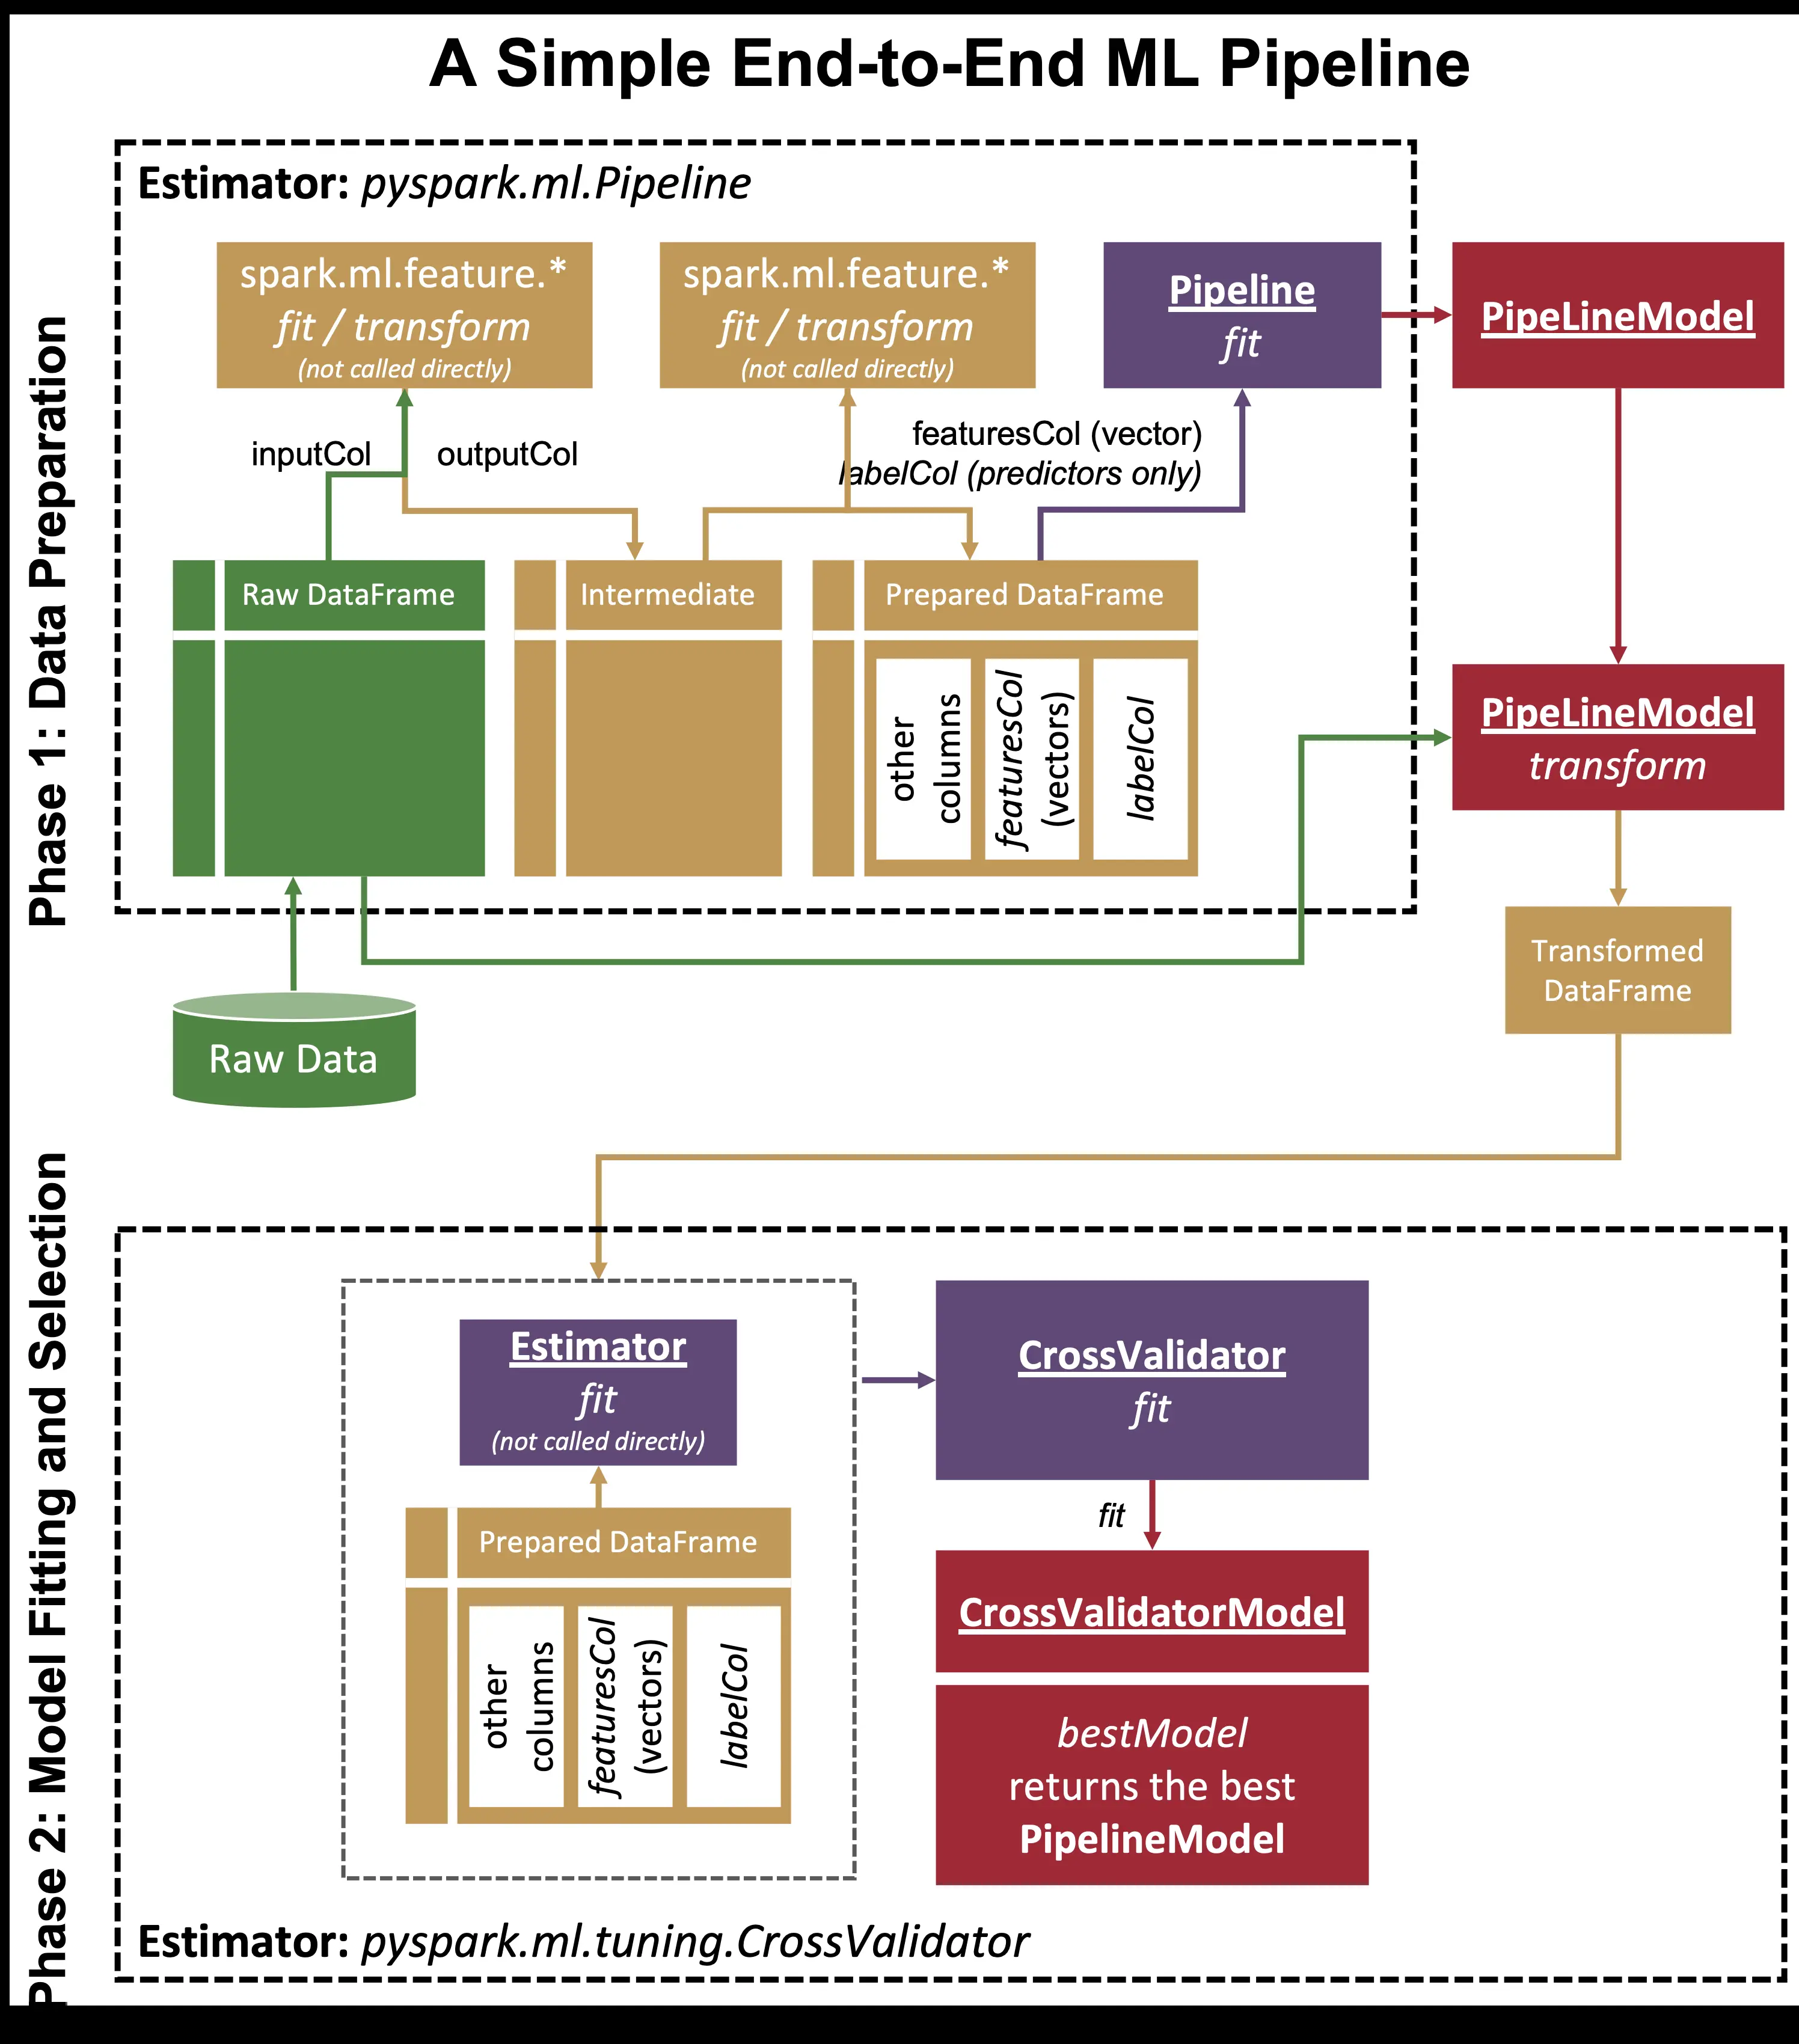 A Simple End-to-End ML Pipeline
Phase 1: Data Preparation
Estimator: pyspark.ml.Pipeline
spark.ml.feature.*
fit / transform
(not called directly)
spark.ml.feature.*
fit / transform
(not called directly)
Pipeline
fit
PipeLineModel
inputCol
outputCol
featuresCol (vector)
labelCol (predictors only)
Raw DataFrame
Intermediate
Prepared DataFrame
other
columns
featuresCol
(vectors)
labelCol
PipeLineModel
transform
Transformed
DataFrame
Raw Data
Phase 2: Model Fitting and Selection
Estimator
fit
(not called directly)
CrossValidator
fit
fit
Prepared DataFrame
other
columns
featuresCol
(vectors)
labelCol
CrossValidatorModel
bestModel
returns the best
PipelineModel
Estimator: pyspark.ml.tuning.CrossValidator